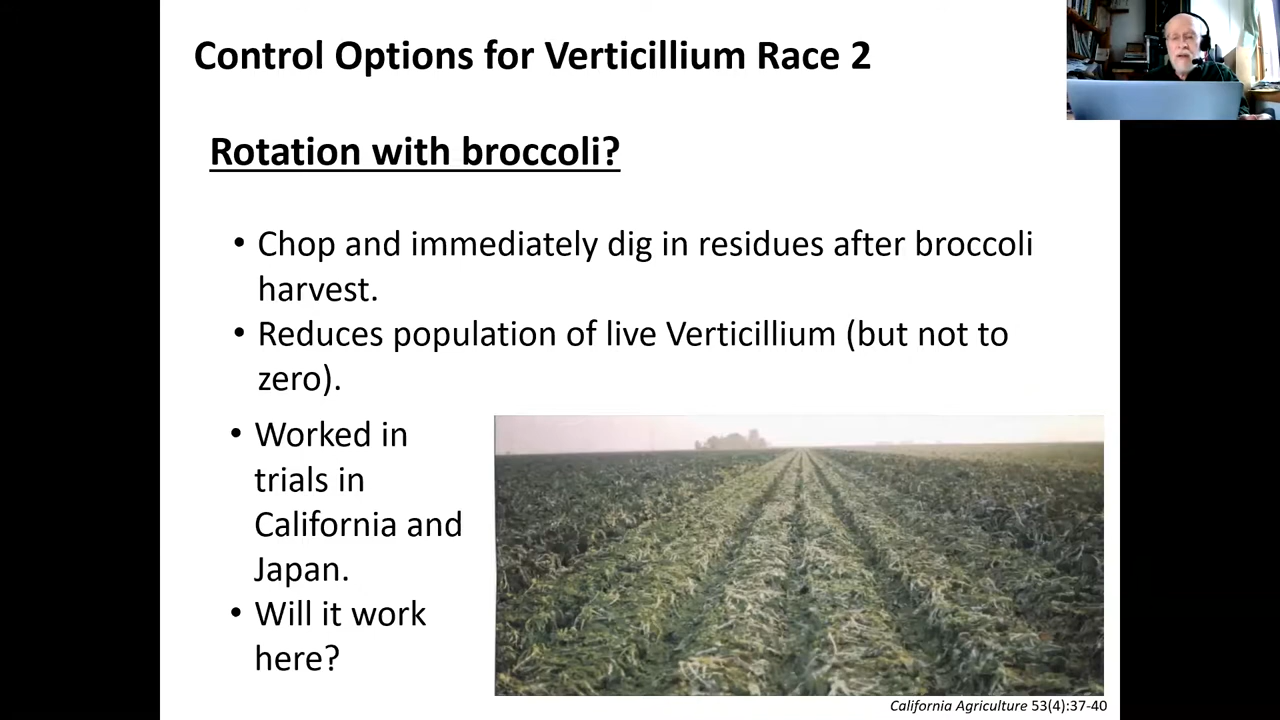 Control Options for Verticillium Race 2
Rotation with broccoli?
• Chop and immediately dig in residues after broccoli
harvest.
• Reduces population of live Verticillium (but not to
zero).
• Worked in
trials in
California and
Japan.
• Will it work
here?
California Agriculture 53(4):37-40